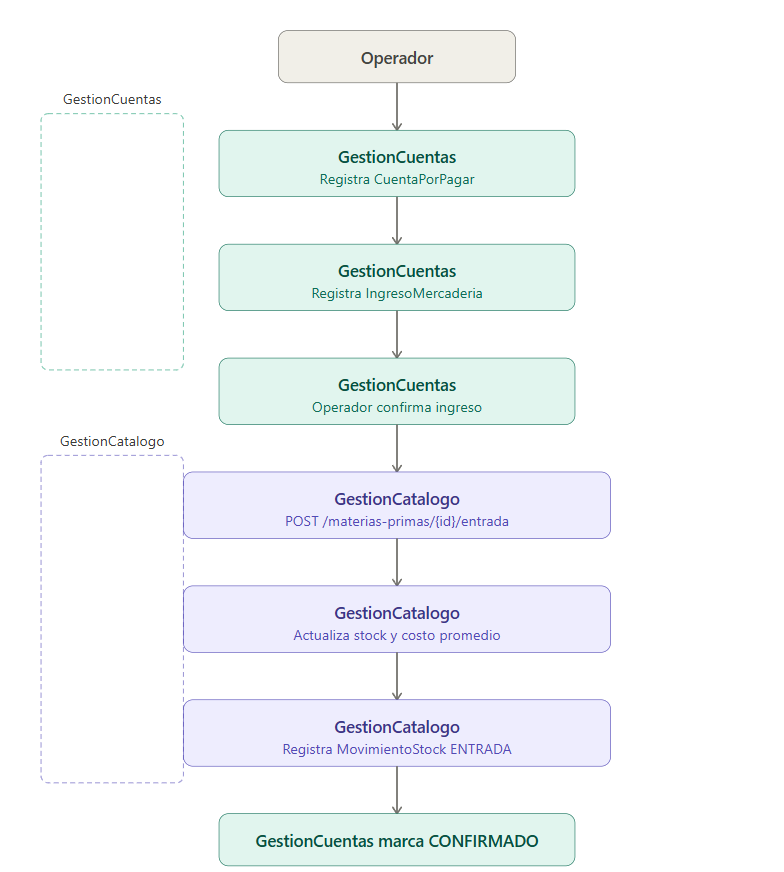 Operador
GestionCuentas
GestionCuentas
Registra CuentaPorPagar
GestionCuentas
Registra IngresoMercaderia
GestionCuentas
Operador confirma ingreso
GestionCatalogo
GestionCatalogo
POST /materias-primas/{id}/entrada
GestionCatalogo
Actualiza stock y costo promedio
GestionCatalogo
Registra MovimientoStock ENTRADA
GestionCuentas marca CONFIRMADO